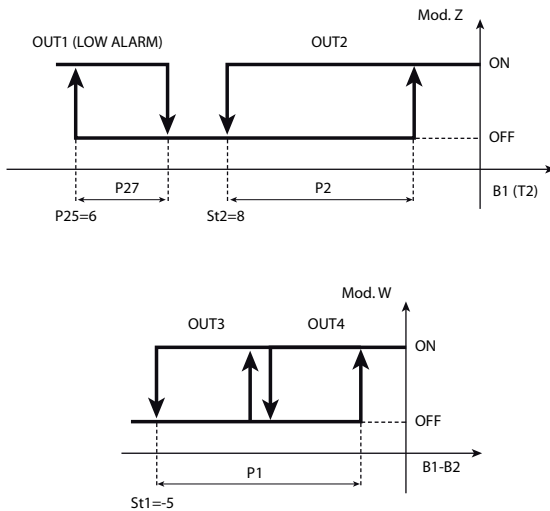 Mod. Z
OUT1 (LOW ALARM)
OUT2
ON
OFF
P27
P2
B1 (T2)
P25=6
St2=8
Mod. W
OUT3
OUT4
ON
OFF
P1
B1-B2
St1=-5